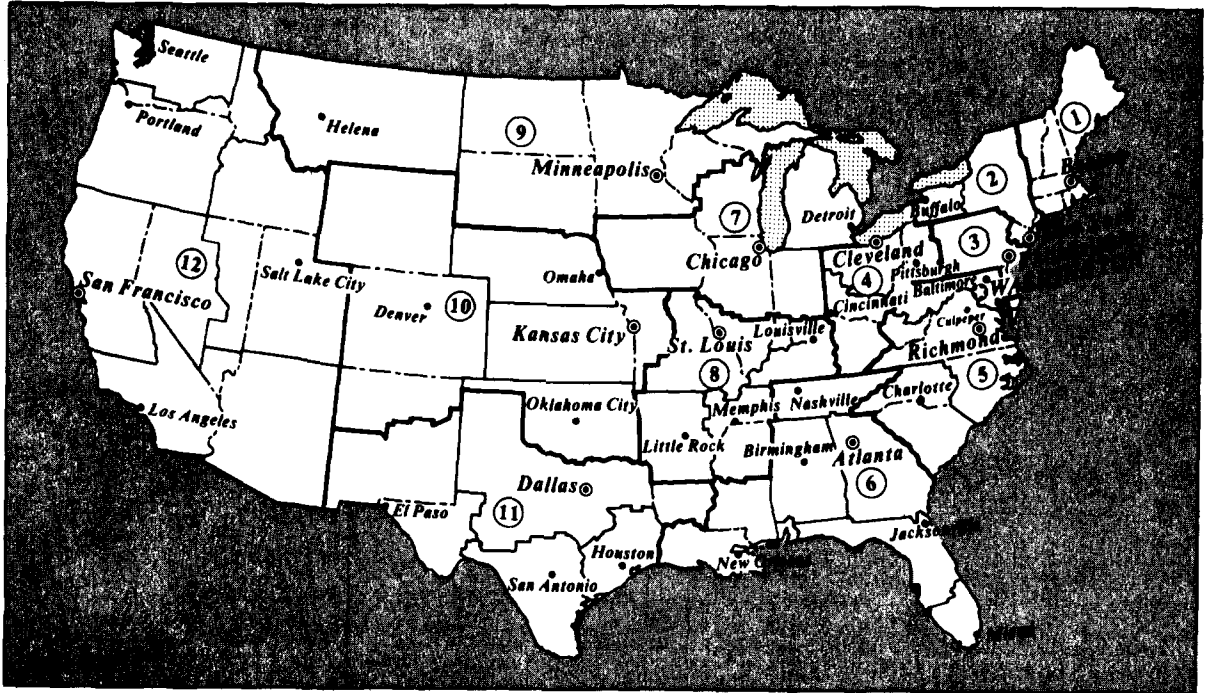 Seattle
Portland
Helena
9
Minneapolis
1
2
Buffalo
7
Detroit
3
Chicago
Cleveland
4
Pittsburgh
Cincinnati
Baltimore
Culpeper
Richmond
5
12
San Francisco
Salt Lake City
Omaha
Denver
10
Kansas City
St. Louis
Louisville
8
Los Angeles
Oklahoma City
Memphis
Nashville
Charlotte
Little Rock
Birmingham
Atlanta
6
Dallas
El Paso
11
Houston
San Antonio
New